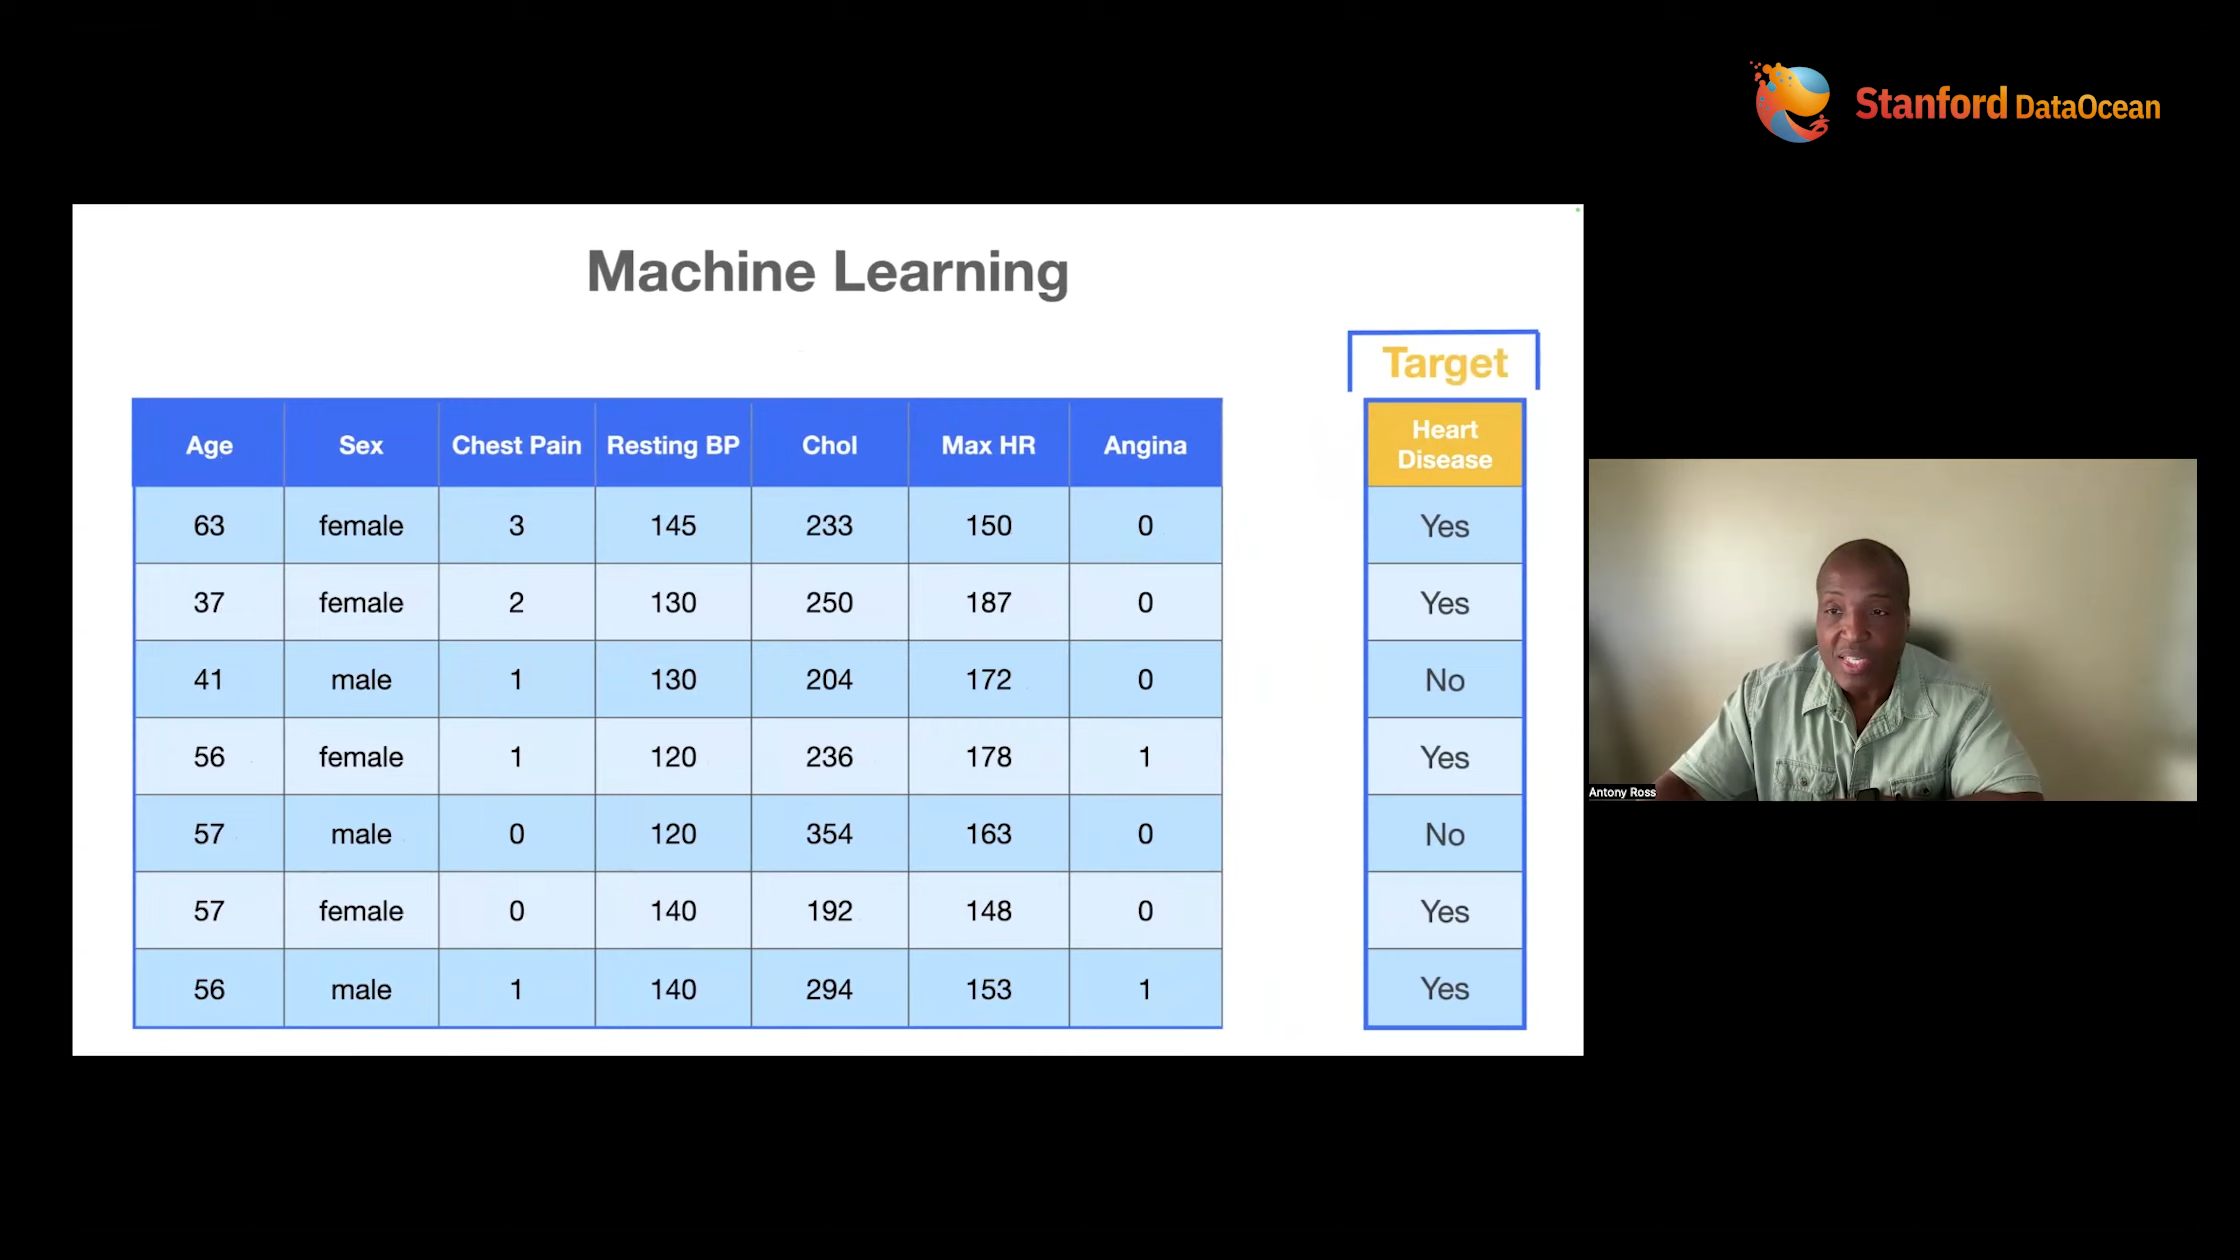 Stanford DataOcean
Machine Learning
Target
Age Sex Chest Pain Resting BP Chol Max HR Angina Heart Disease
63 female 3 145 233 150 0 Yes
37 female 2 130 250 187 0 Yes
41 male 1 130 204 172 0 No
56 female 1 120 236 178 1 Yes
57 male 0 120 354 163 0 No
57 female 0 140 192 148 0 Yes
56 male 1 140 294 153 1 Yes
Antony Ross